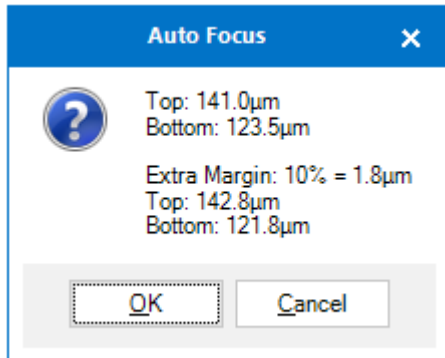 Auto Focus
Top: 141.0µm
Bottom: 123.5µm
Extra Margin: 10% = 1.8µm
Top: 142.8µm
Bottom: 121.8µm
OK
Cancel